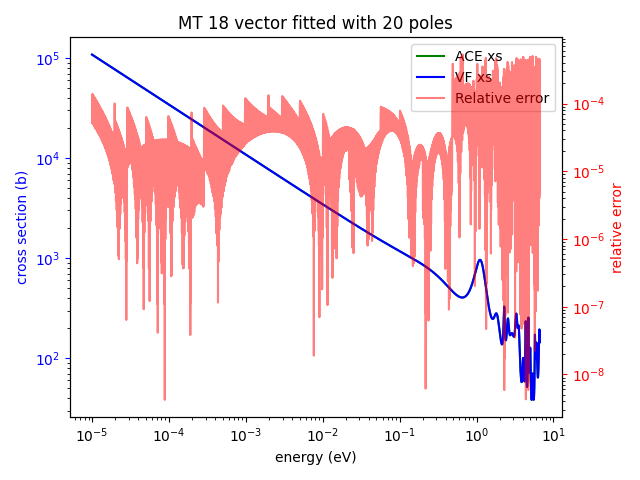 MT 18 vector fitted with 20 poles
ACE xs
VF xs
Relative error
10^5
10^4
10^3
10^2
10^-4
10^-5
10^-6
10^-7
10^-8
cross section (b)
relative error
10^-5
10^-4
10^-3
10^-2
10^-1
10^0
10^1
energy (eV)